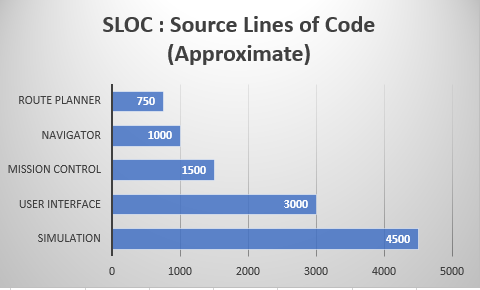 SLOC : Source Lines of Code
(Approximate)
ROUTE PLANNER 750
NAVIGATOR 1000
MISSION CONTROL 1500
USER INTERFACE 3000
SIMULATION 4500
0 1000 2000 3000 4000 5000